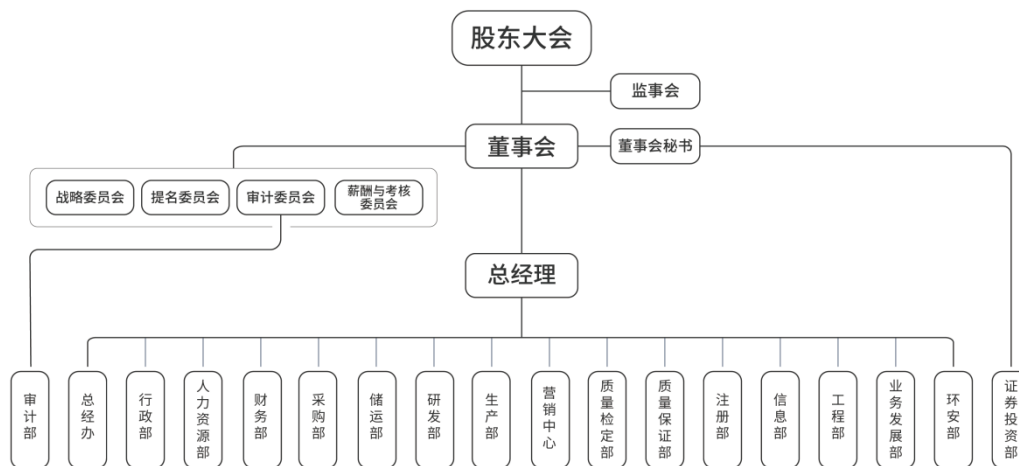 股东大会
监事会
董事会
董事会秘书
战略委员会
提名委员会
审计委员会
薪酬与考核
委员会
总经理
审计部
总经办
行政部
人力资源部
财务部
采购部
储运部
研发部
生产部
营销中心
质量检定部
质量保证部
注册部
信息部
工程部
业务发展部
环安部
证券投资部